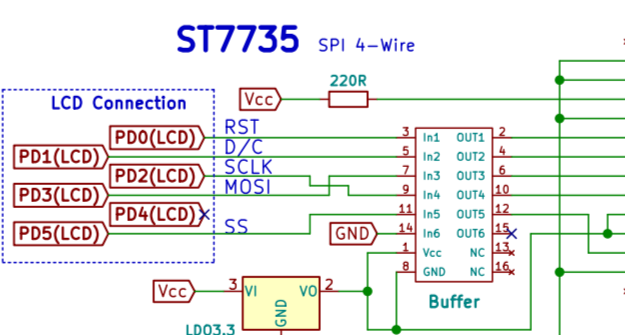 ST7735 SPI 4-Wire
220R
Vcc
LCD Connection
PD0(LCD) RST 3 In1 OUT1 2
PD1(LCD) D/C 5 In2 OUT2 4
PD2(LCD) SCLK 7 In3 OUT3 6
PD3(LCD) MOSI 9 In4 OUT4 10
PD4(LCD) 11 In5 OUT5 12
PD5(LCD) SS GND 14 In6 OUT6 15
1 Vcc NC 13
8 GND NC 16
Buffer
Vcc 3 VI VO 2
GND
LD03.3